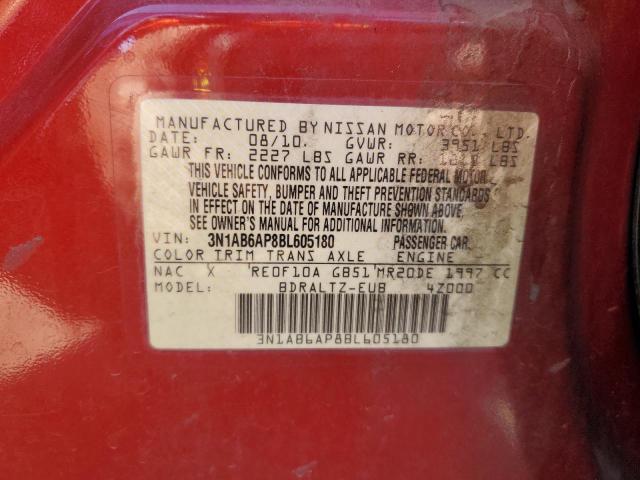 MANUFACTURED BY NISSAN MOTOR CO., LTD.
DATE: 08/10. GVWR: 3951 LBS
GAWR FR: 2227 LBS GAWR RR: LBS
THIS VEHICLE CONFORMS TO ALL APPLICABLE FEDERAL MOTOR
VEHICLE SAFETY, BUMPER AND THEFT PREVENTION STANDARDS
IN EFFECT ON THE DATE OF MANUFACTURE SHOWN ABOVE.
SEE OWNER'S MANUAL FOR ADDITIONAL INFORMATION.
VIN: 3N1AB6AP8BL605180 PASSENGER CAR
COLOR TRIM TRANS AXLE ENGINE
NAC X RE0F10A GB51 MR20DE 1997 CC
BDRALTZ-EUB 4Z000
3N1AB6AP8BL605180